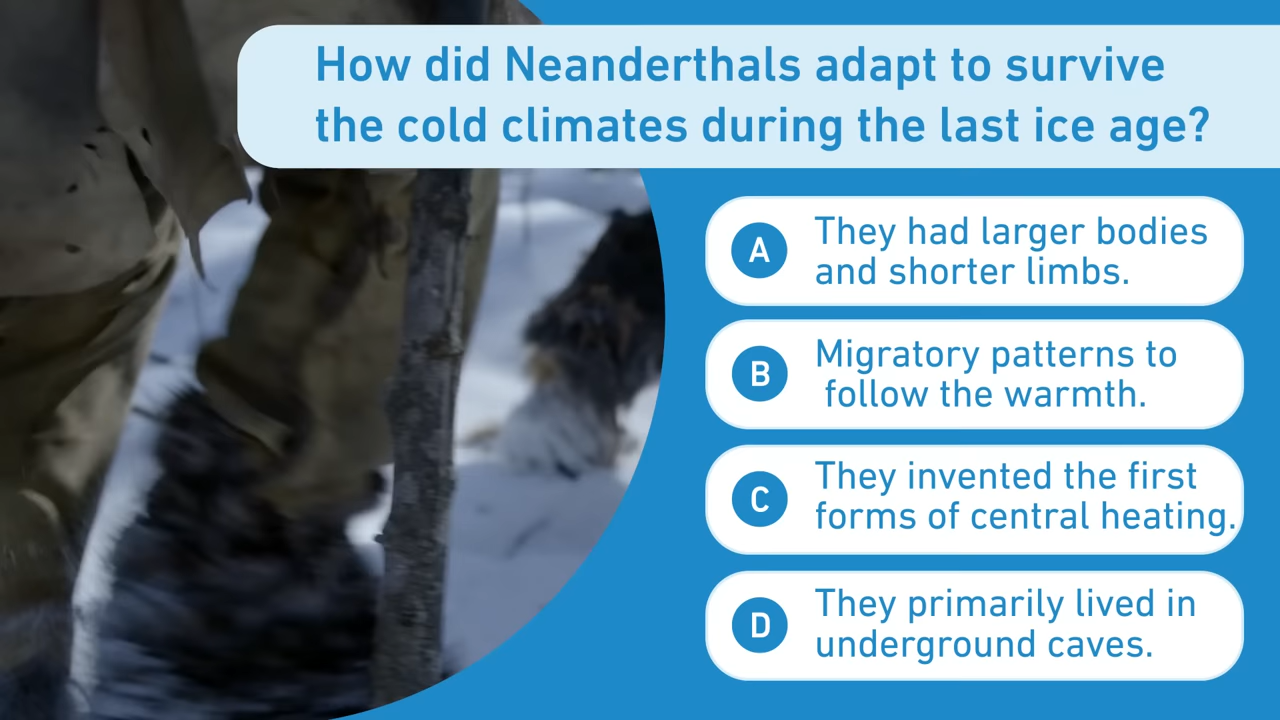 How did Neanderthals adapt to survive
the cold climates during the last ice age?
A
They had larger bodies
and shorter limbs.
B
Migratory patterns to
follow the warmth.
C
They invented the first
forms of central heating.
D
They primarily lived in
underground caves.